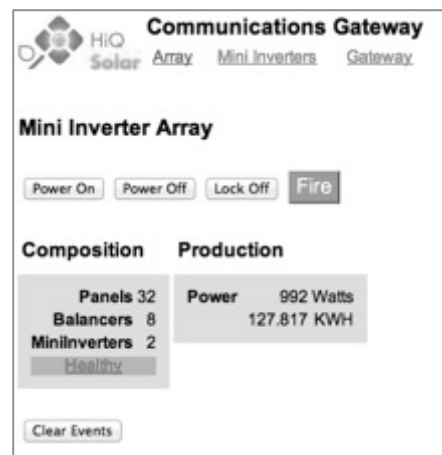 Communications Gateway
HiQ Solar
Array Mini Inverters Gateway
Mini Inverter Array
Power On Power Off Lock Off Fire
Composition Production
Panels 32 Power 992 Watts
Balancers 8 127.817 KWH
MiniInverters 2
Healthy
Clear Events